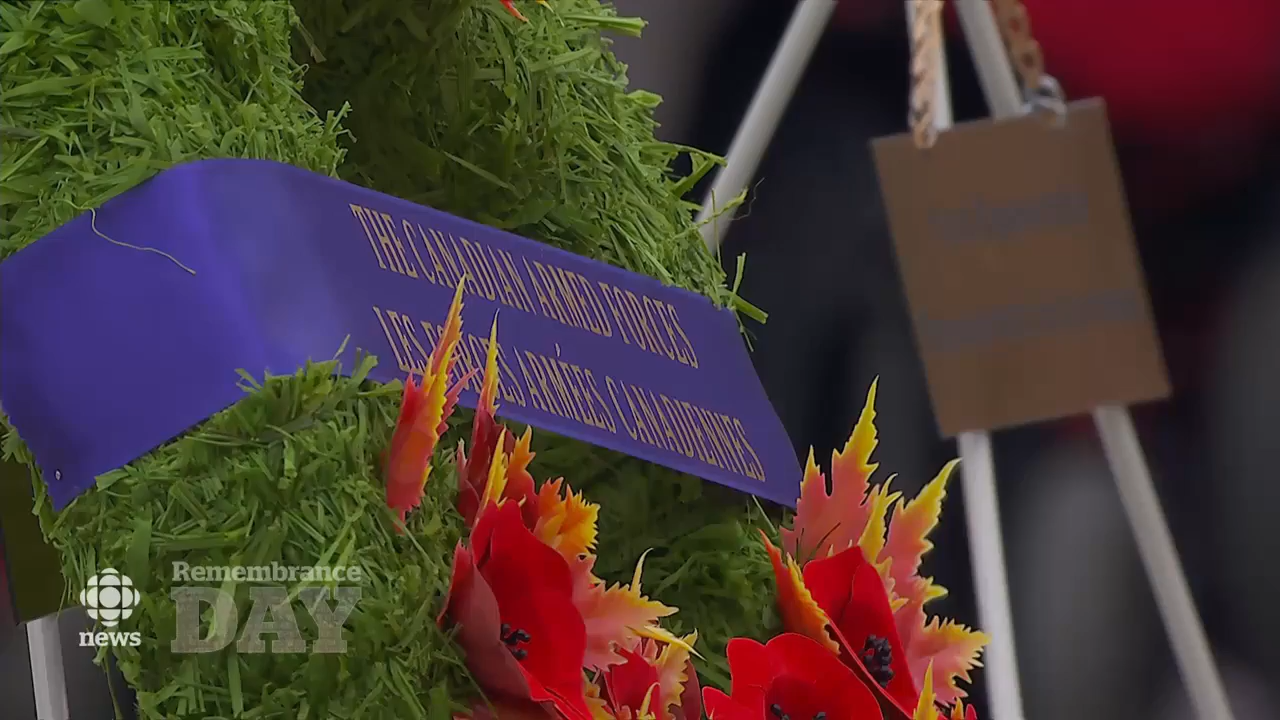 THE CANADIAN ARMED FORCES
LES FORCES ARMÉES CANADIENNES
news
Remembrance
DAY